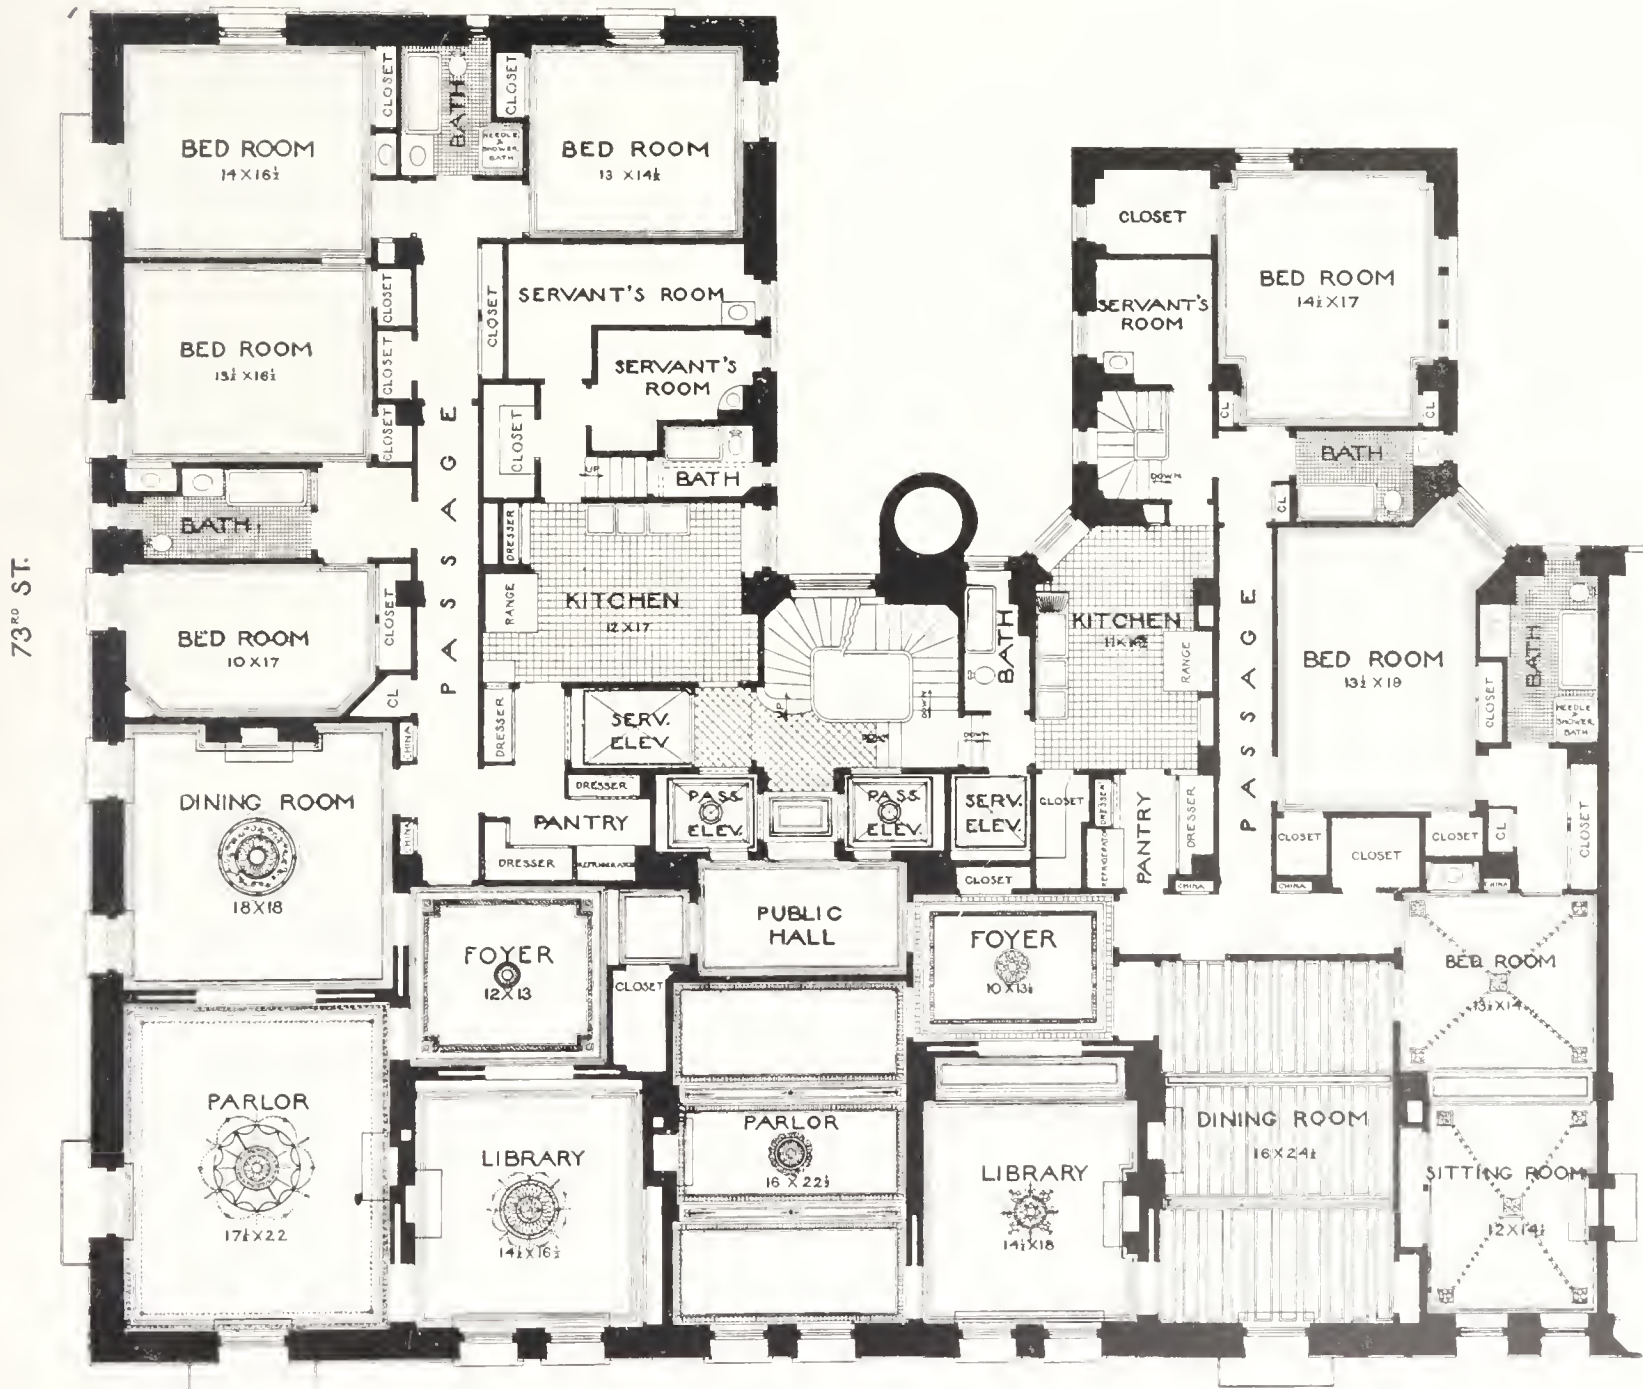 73RD ST.
BED ROOM
14 X 16½
CLOSET
BATH
CLOSET
NEEDLE
&
SHOWER
BATH
BED ROOM
13 X 14½
BED ROOM
13½ X 16½
CLOSET
CLOSET
CLOSET
CLOSET
SERVANT'S ROOM
SERVANT'S
ROOM
CLOSET
UP
BATH
BATH
PASSAGE
DRESSER
RANGE
KITCHEN
12 X 17
BED ROOM
10 X 17
CLOSET
CL
CHINA
DRESSER
SERV.
ELEV.
UP
DOWN
DOWN
DOWN
BATH
DINING ROOM
18 X 18
CHINA
DRESSER
PANTRY
DRESSER
REFRIGERATOR
PASS.
ELEV.
PASS.
ELEV.
SERV.
ELEV.
CLOSET
CLOSET
FOYER
12 X 13
CLOSET
PUBLIC
HALL
FOYER
10 X 13½
PARLOR
17½ X 22
LIBRARY
14½ X 16½
PARLOR
16 X 22½
LIBRARY
14½ X 18
DINING ROOM
16 X 24½
SITTING ROOM
12 X 14½
BED ROOM
13½ X 14
CLOSET
SERVANT'S
ROOM
BED ROOM
14½ X 17
CL
CL
DOWN
BATH
CL
KITCHEN
RANGE
PASSAGE
BED ROOM
13½ X 19
BATH
CLOSET
NEEDLE
&
SHOWER
BATH
DRESSER
REFRIGERATOR
PANTRY
DRESSER
CHINA
CLOSET
CLOSET
CLOSET
CL
CLOSET
CHINA
CHINA